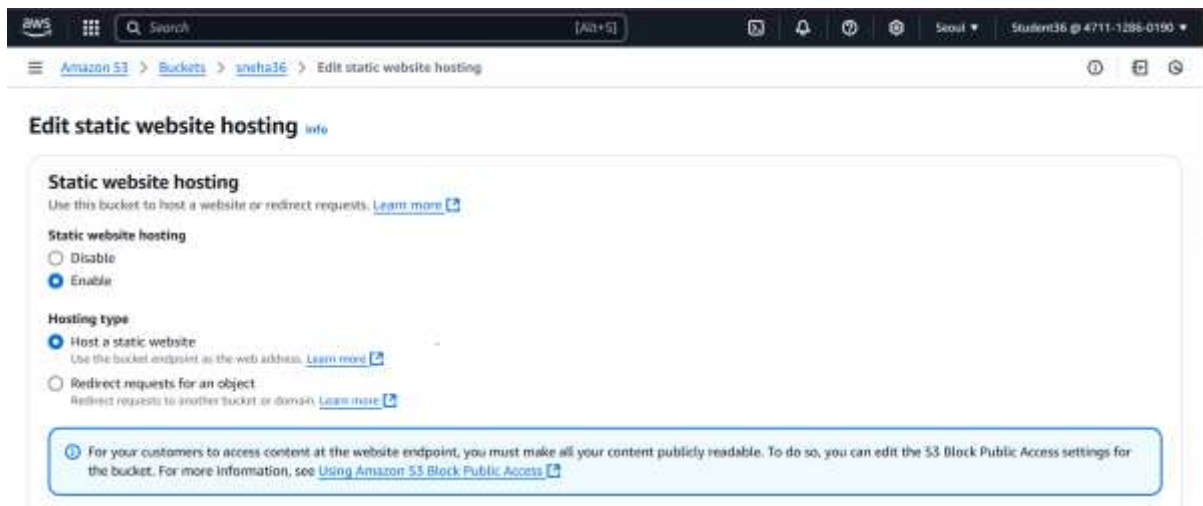 aws Search [Alt+S] Seoul Student36 @ 4711-1286-0190
Amazon S3 > Buckets > sneha36 > Edit static website hosting
Edit static website hosting Info
Static website hosting
Use this bucket to host a website or redirect requests. Learn more
Static website hosting
Disable
Enable
Hosting type
Host a static website
Use the bucket endpoint as the web address. Learn more
Redirect requests for an object
Redirect requests to another bucket or domain. Learn more
For your customers to access content at the website endpoint, you must make all your content publicly readable. To do so, you can edit the S3 Block Public Access settings for
the bucket. For more information, see Using Amazon S3 Block Public Access